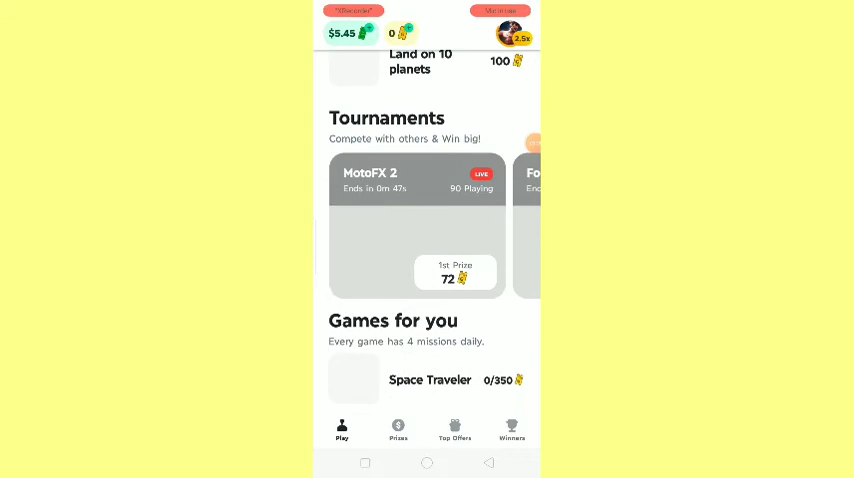 "XRecorder"
$5.45
0
2.5x
Land on 10
planets
100
Tournaments
Compete with others & Win big!
MotoFX 2
LIVE
Ends in 0m 47s
90 Playing
1st Prize
72
Games for you
Every game has 4 missions daily.
Space Traveler
0/350
Play
Prizes
Top Offers
Winners